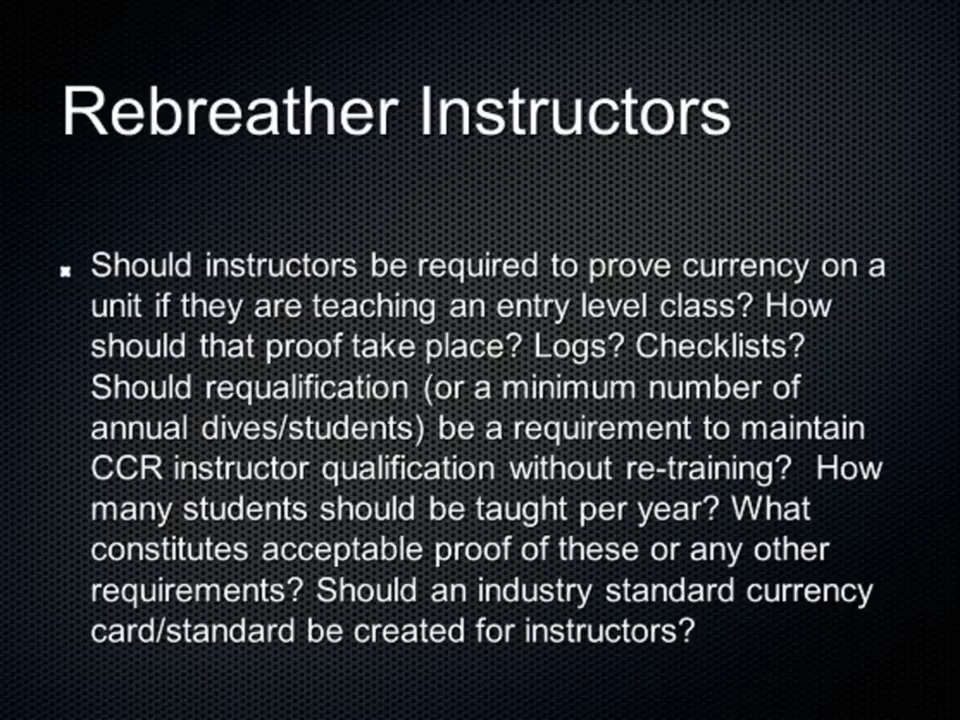 Rebreather Instructors
Should instructors be required to prove currency on a
unit if they are teaching an entry level class? How
should that proof take place? Logs? Checklists?
Should requalification (or a minimum number of
annual dives/students) be a requirement to maintain
CCR instructor qualification without re-training?  How
many students should be taught per year? What
constitutes acceptable proof of these or any other
requirements? Should an industry standard currency
card/standard be created for instructors?